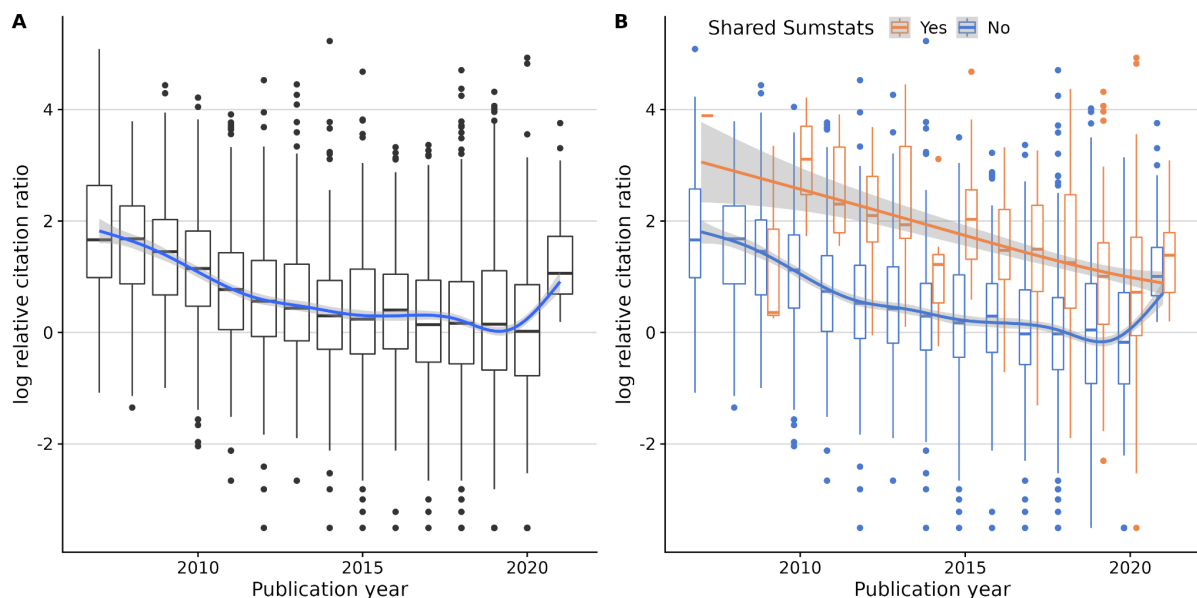 A
log relative citation ratio
4
2
0
-2
2010
2015
2020
Publication year
B
Shared Sumstats
Yes
No
log relative citation ratio
4
2
0
-2
2010
2015
2020
Publication year